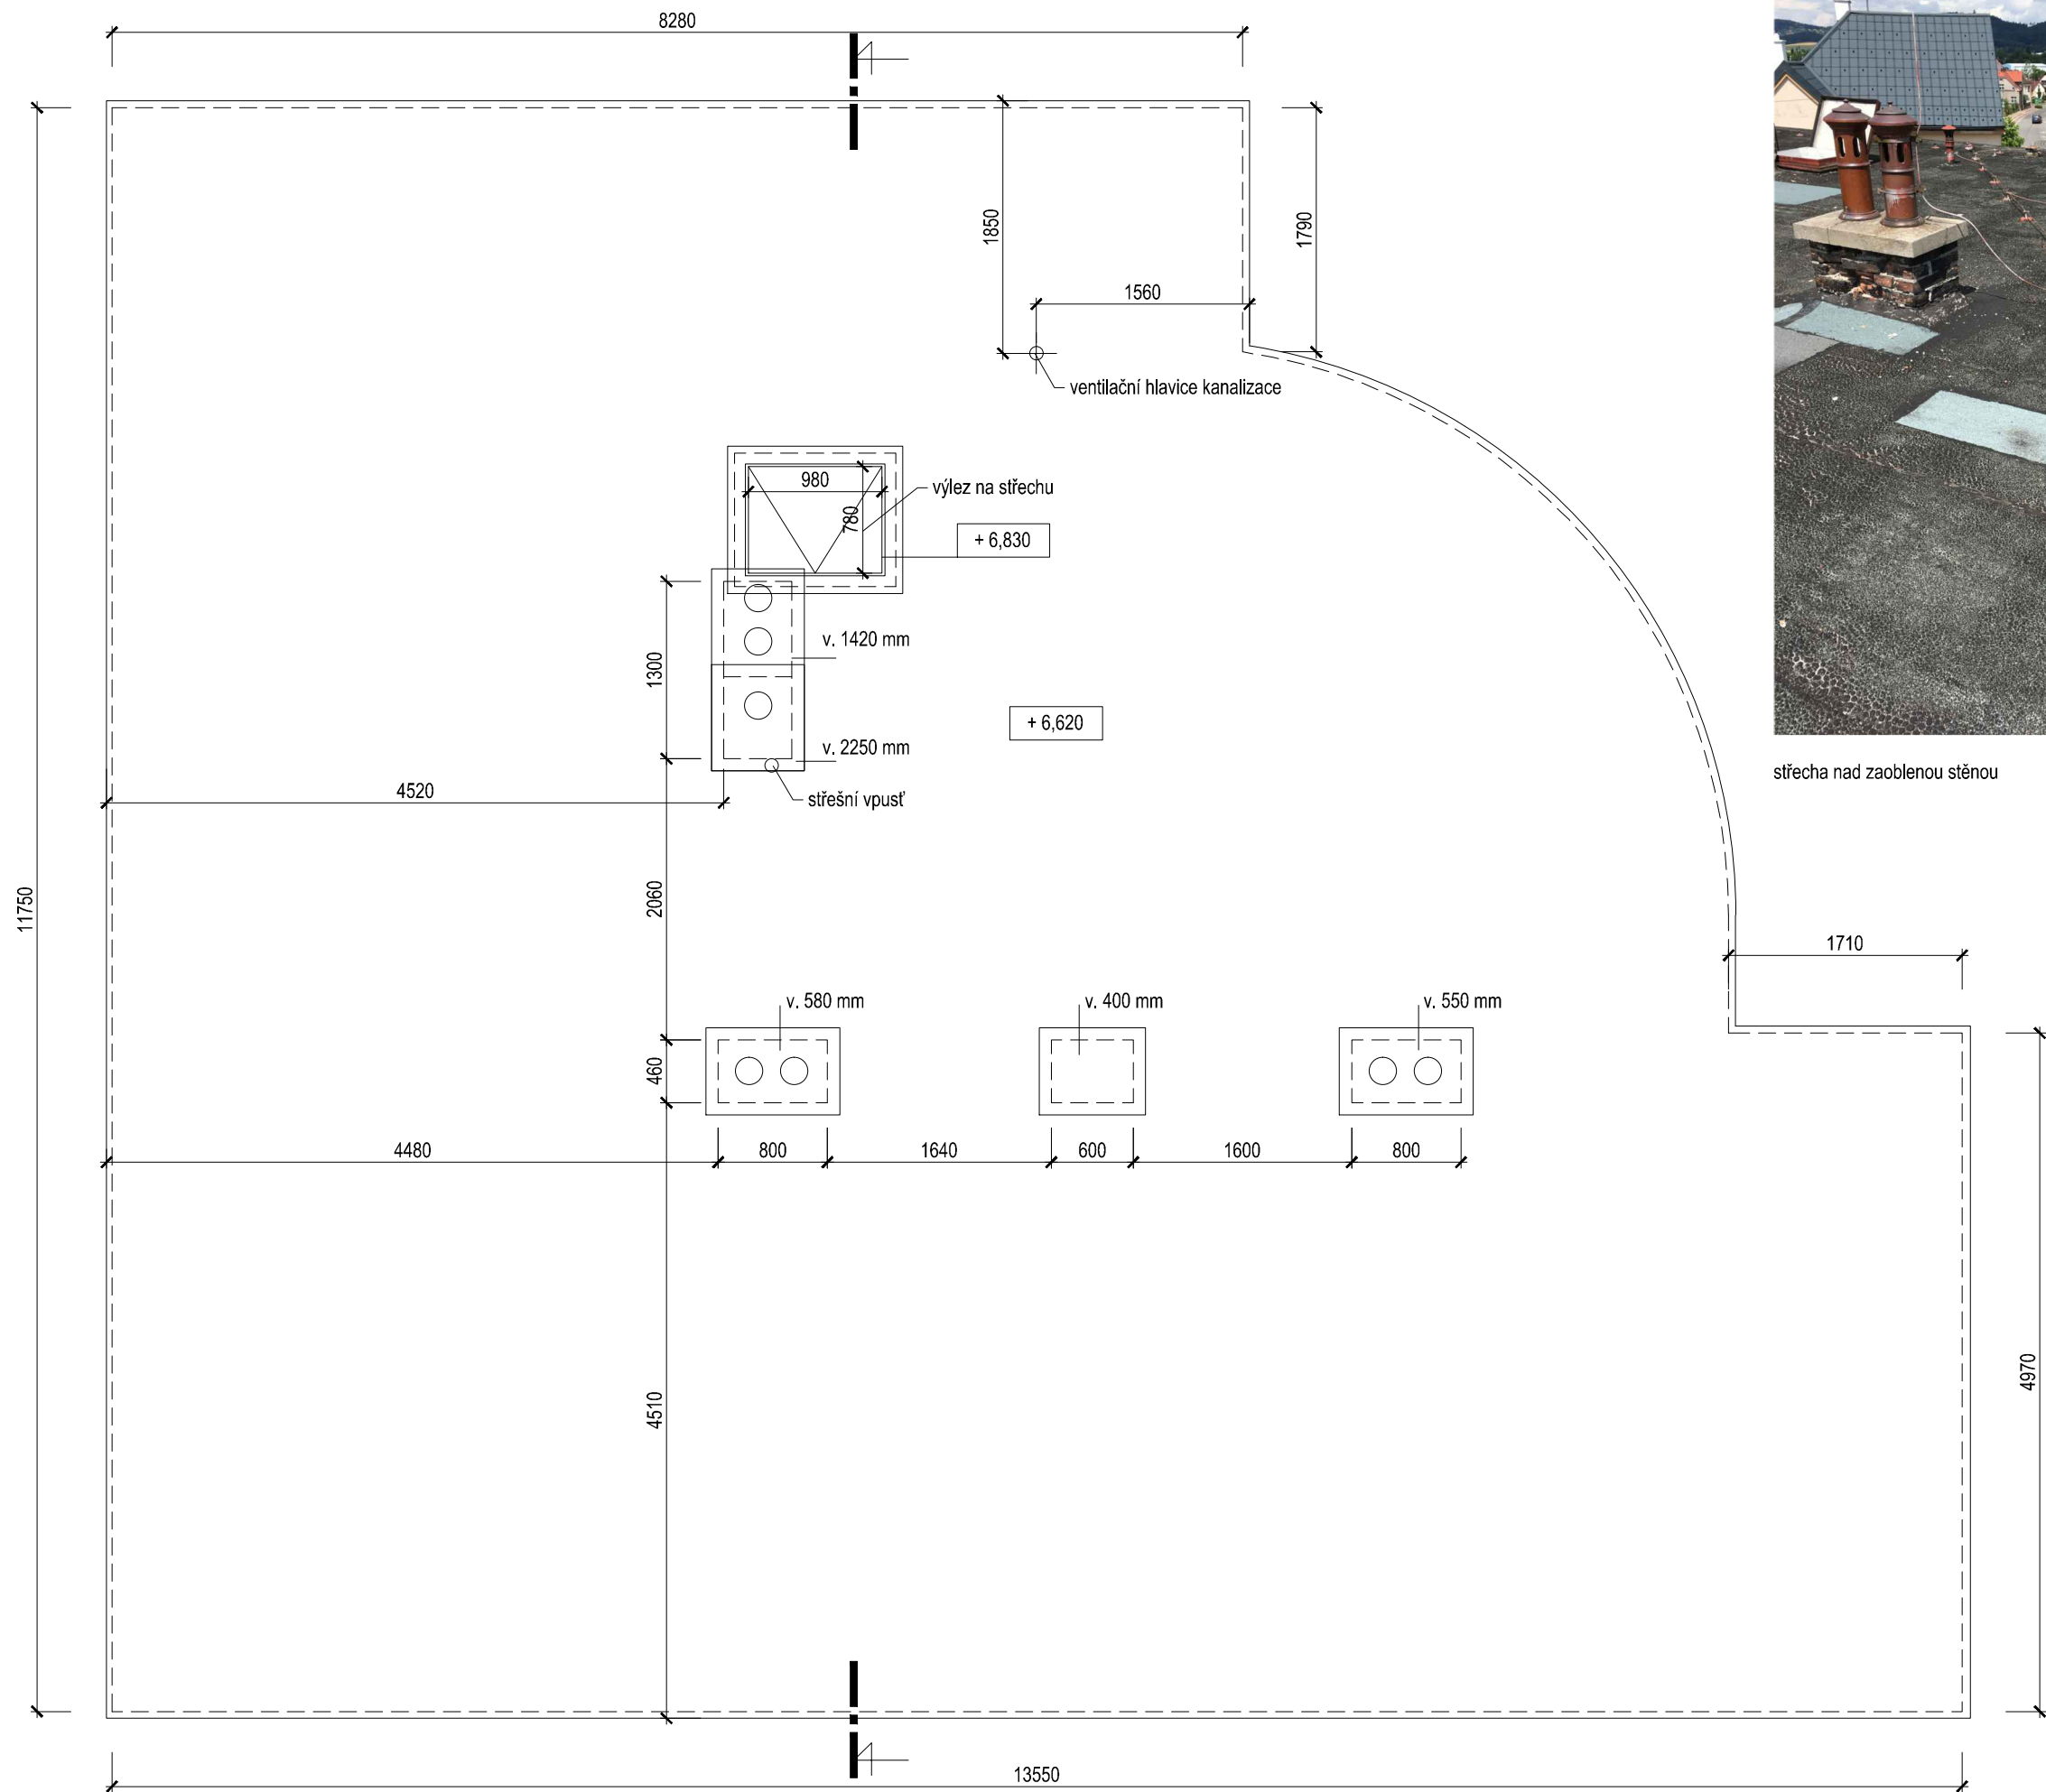 8280
1850
1790
1560
ventilační hlavice kanalizace
980
780
výlez na střechu
+ 6,830
v. 1420 mm
1300
+ 6,620
v. 2250 mm
střecha nad zaoblenou stěnou
4520
střešní vpusť
11750
2060
1710
v. 580 mm
v. 400 mm
v. 550 mm
460
4480
800
1640
600
1600
800
4970
4510
13550